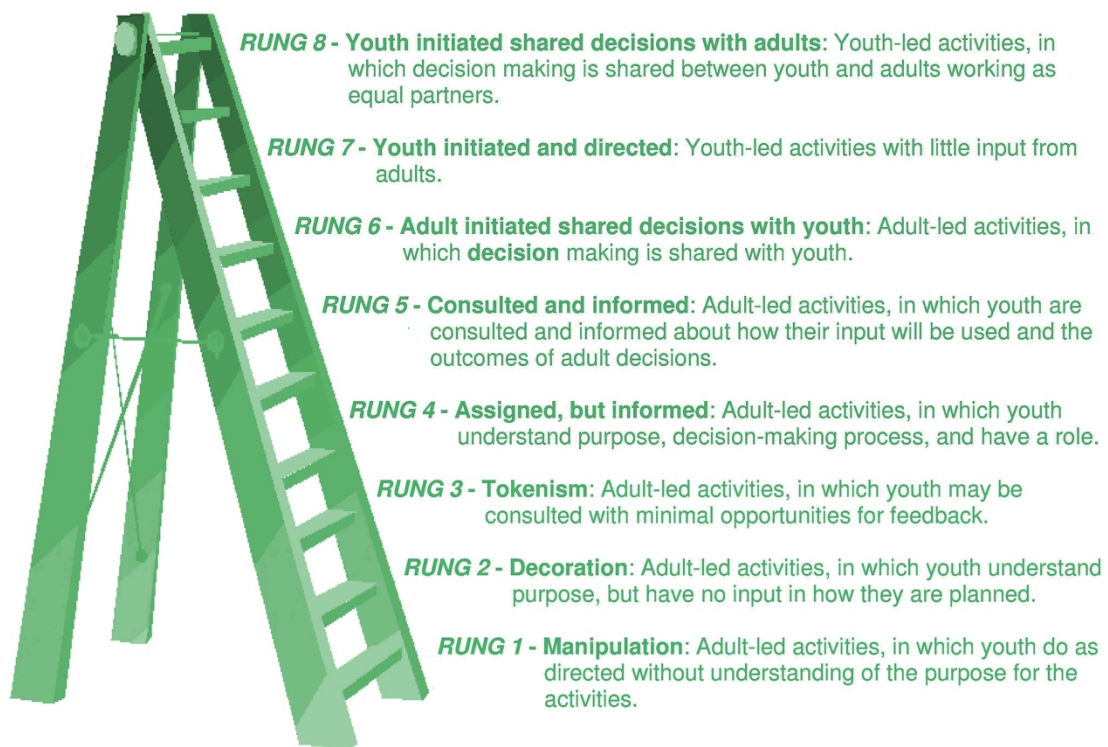 RUNG 8 - Youth initiated shared decisions with adults: Youth-led activities, in
which decision making is shared between youth and adults working as
equal partners.
RUNG 7 - Youth initiated and directed: Youth-led activities with little input from
adults.
RUNG 6 - Adult initiated shared decisions with youth: Adult-led activities, in
which decision making is shared with youth.
RUNG 5 - Consulted and informed: Adult-led activities, in which youth are
consulted and informed about how their input will be used and the
outcomes of adult decisions.
RUNG 4 - Assigned, but informed: Adult-led activities, in which youth
understand purpose, decision-making process, and have a role.
RUNG 3 - Tokenism: Adult-led activities, in which youth may be
consulted with minimal opportunities for feedback.
RUNG 2 - Decoration: Adult-led activities, in which youth understand
purpose, but have no input in how they are planned.
RUNG 1 - Manipulation: Adult-led activities, in which youth do as
directed without understanding of the purpose for the
activities.